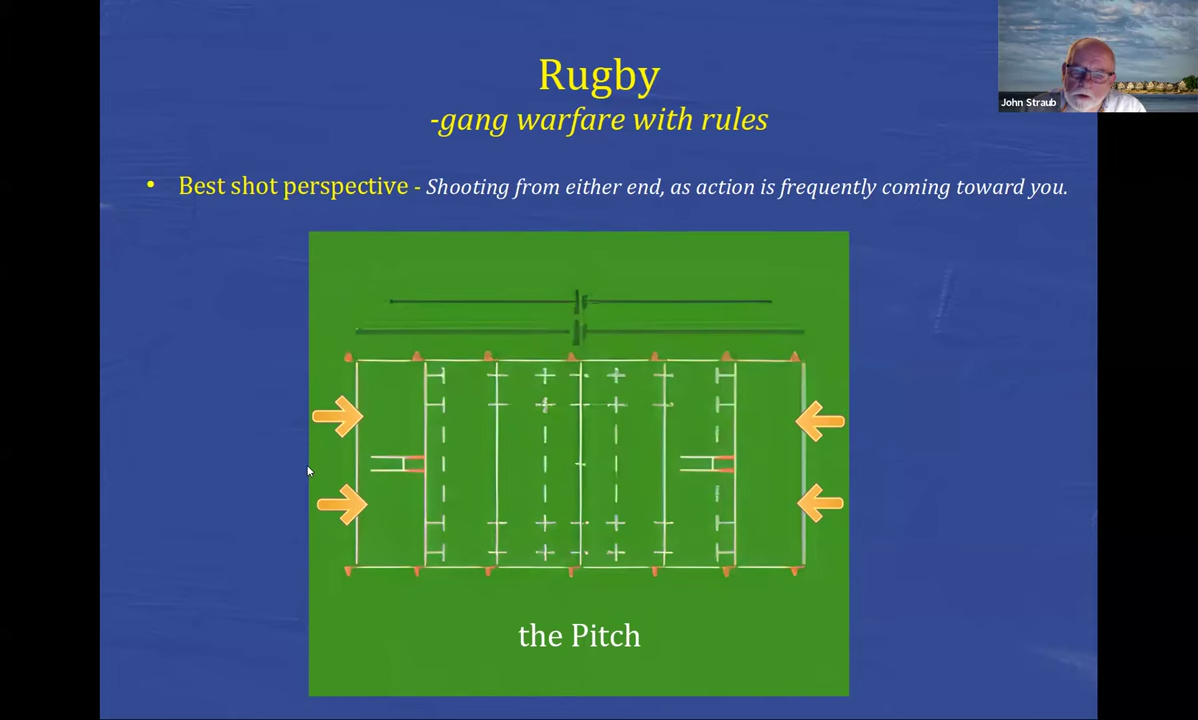 Rugby
-gang warfare with rules
• Best shot perspective - Shooting from either end, as action is frequently coming toward you.
the Pitch
John Straub